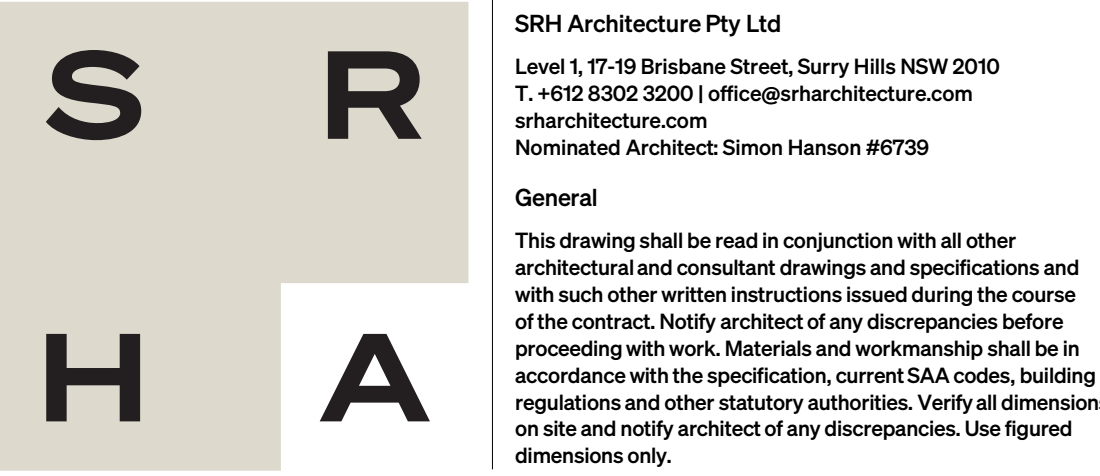 S R
H A
SRH Architecture Pty Ltd
Level 1, 17-19 Brisbane Street, Surry Hills NSW 2010
T. +612 8302 3200 | office@srharchitecture.com
srharchitecture.com
Nominated Architect: Simon Hanson #6739
General
This drawing shall be read in conjunction with all other
architectural and consultant drawings and specifications and
with such other written instructions issued during the course
of the contract. Notify architect of any discrepancies before
proceeding with work. Materials and workmanship shall be in
accordance with the specification, current SAA codes, building
regulations and other statutory authorities. Verify all dimensions
on site and notify architect of any discrepancies. Use figured
dimensions only.